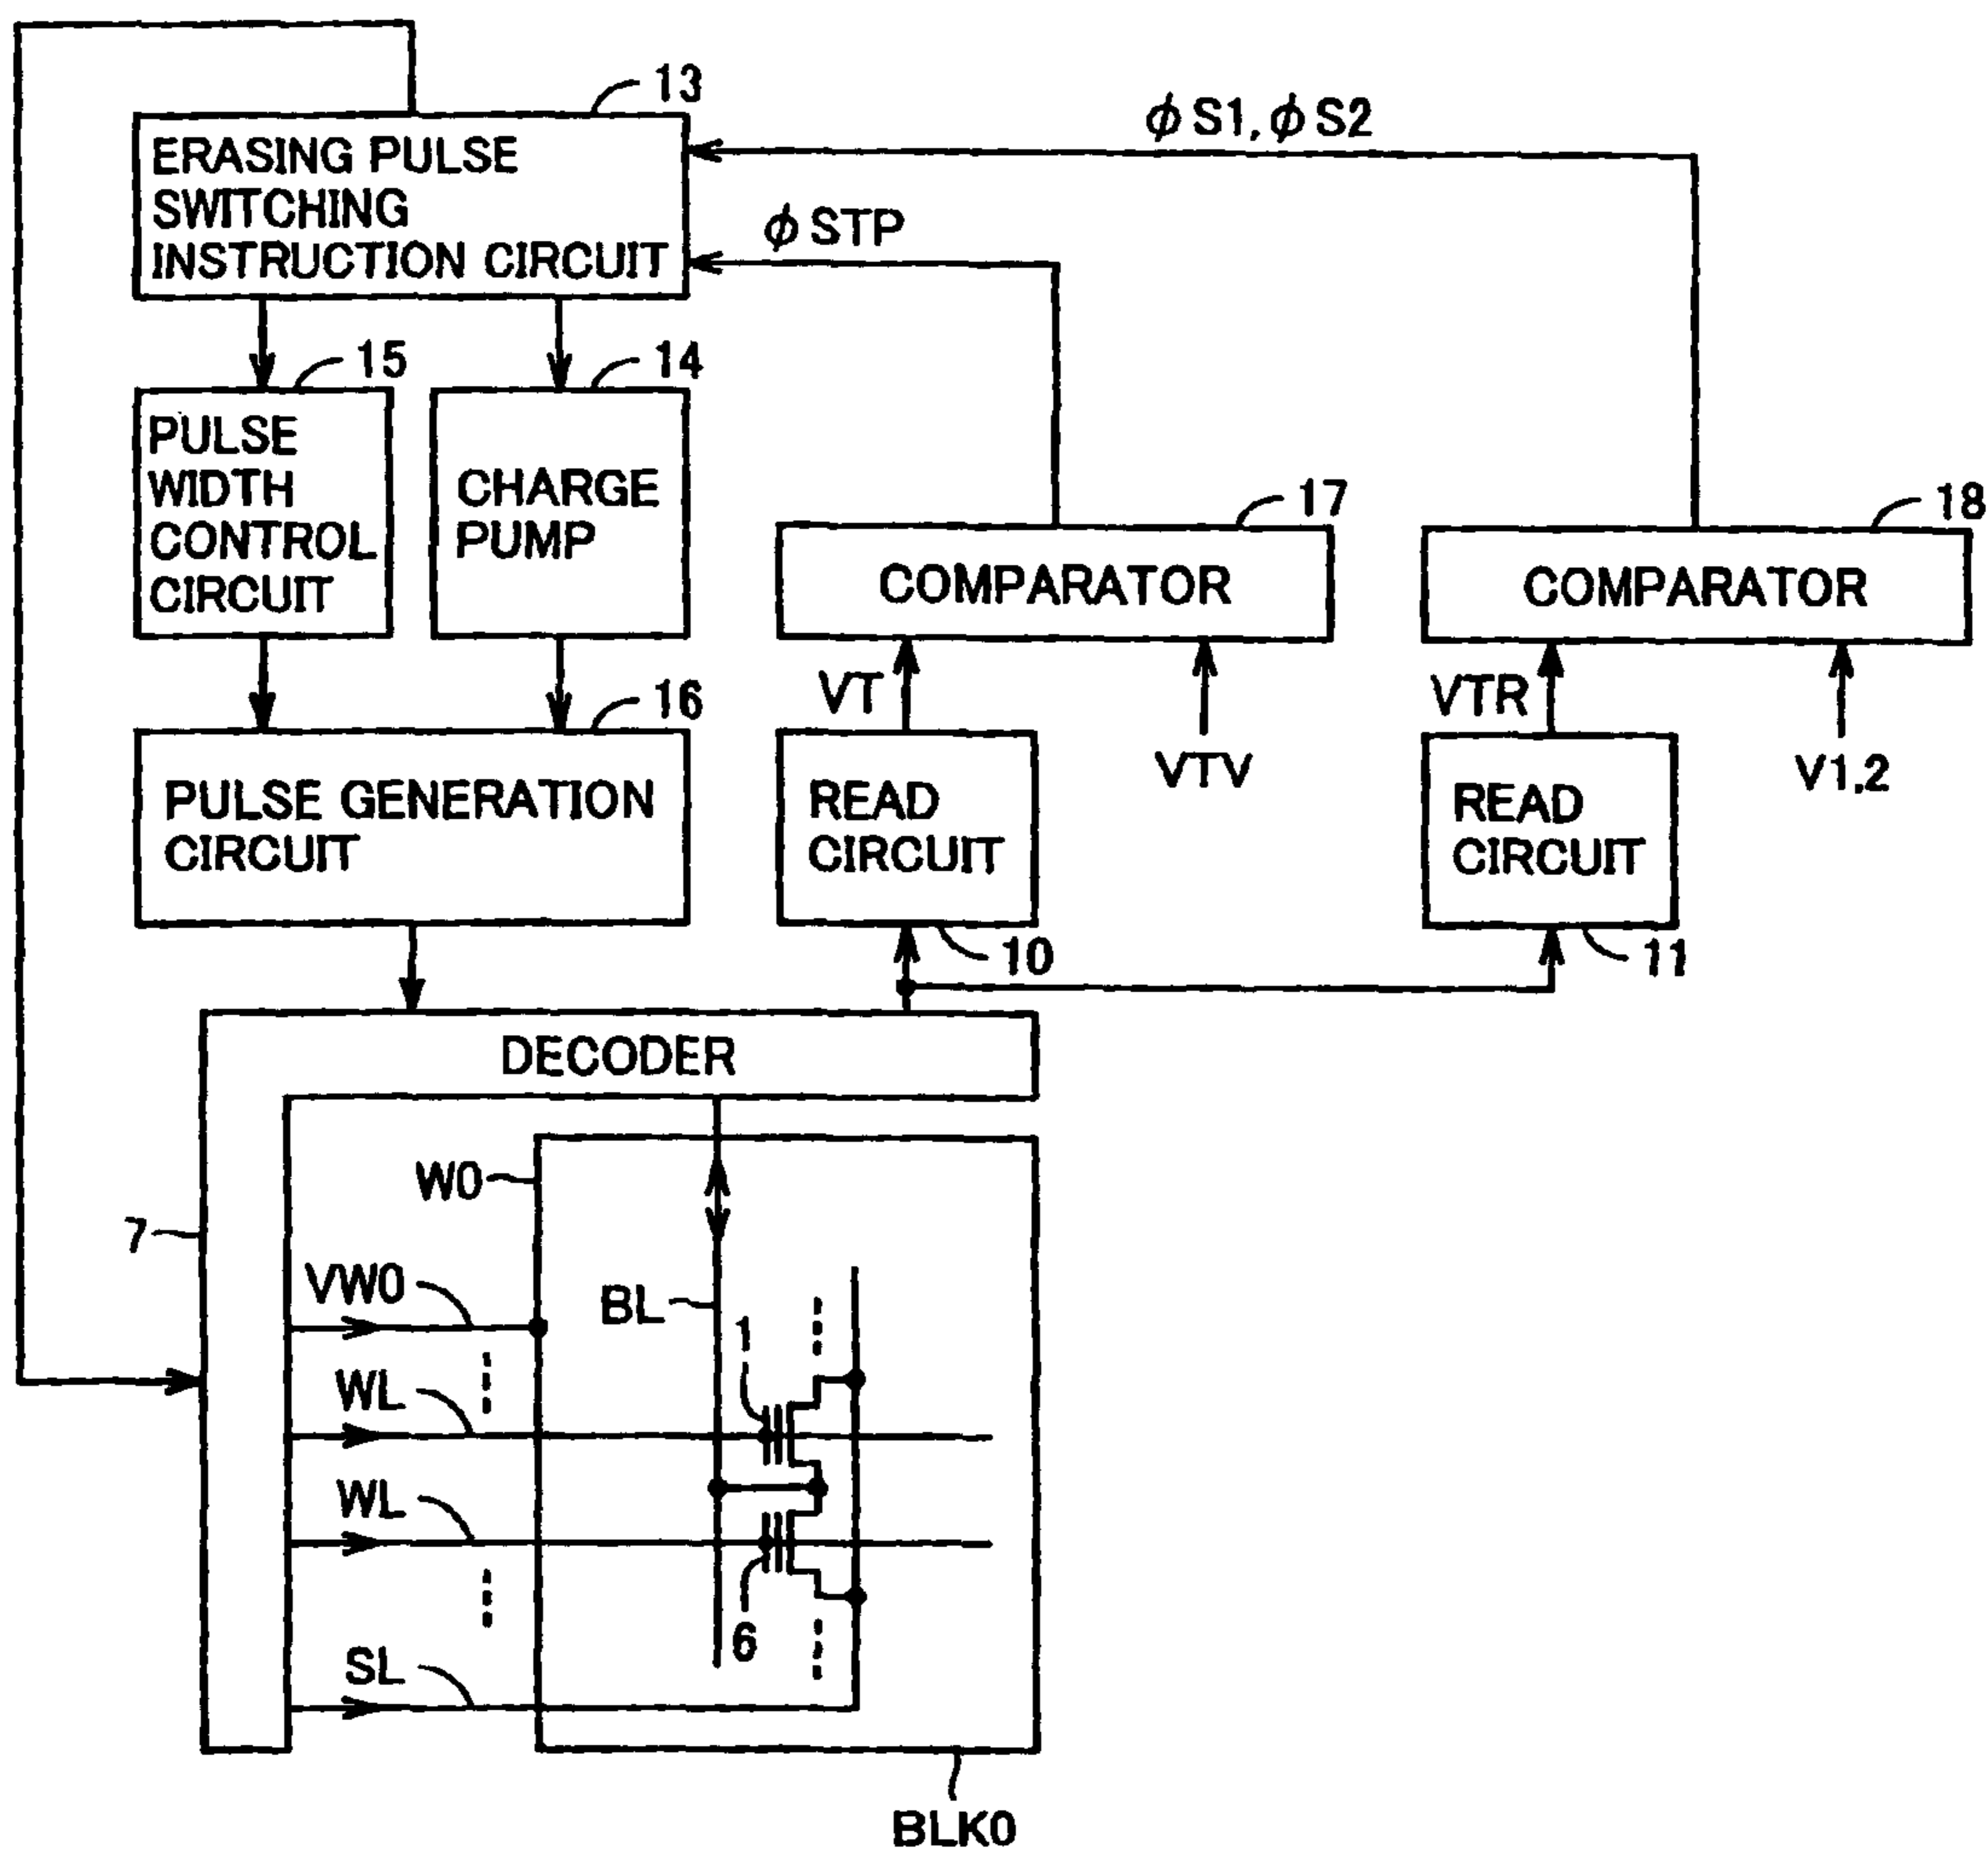 13
φS1, φS2
ERASING PULSE
SWITCHING
INSTRUCTION CIRCUIT
φSTP
15
14
PULSE
WIDTH
CONTROL
CIRCUIT
CHARGE
PUMP
17
18
COMPARATOR
COMPARATOR
16
VT
VTV
VTR
V1,2
PULSE GENERATION
CIRCUIT
READ
CIRCUIT
READ
CIRCUIT
10
11
DECODER
W0
7
VW0
BL
1
WL
WL
6
SL
BLK0